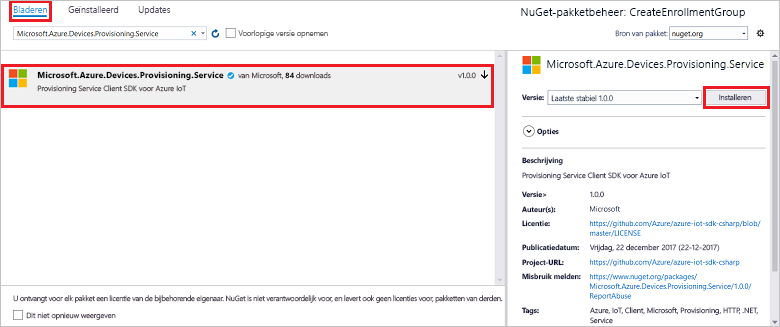 Bladeren Geïnstalleerd Updates
NuGet-pakketbeheer: CreateEnrollmentGroup
Microsoft.Azure.Devices.Provisioning.Service
Voorlopige versie opnemen
Bron van pakket: nuget.org
Microsoft.Azure.Devices.Provisioning.Service van Microsoft, 84 downloads v1.0.0
Provisioning Service Client SDK voor Azure IoT
Microsoft.Azure.Devices.Provisioning.Service
Versie: Laatste stabiel 1.0.0 Installeren
Opties
Beschrijving
Provisioning Service Client SDK voor Azure IoT
Versie> 1.0.0
Auteur(s): Microsoft
Licentie: https://github.com/Azure/azure-iot-sdk-csharp/blob/
master/LICENSE
Publicatiedatum: Vrijdag, 22 december 2017 (22-12-2017)
Project-URL: https://github.com/Azure/azure-iot-sdk-csharp
Misbruik melden: https://www.nuget.org/packages/
Microsoft.Azure.Devices.Provisioning.Service/1.0.0/
ReportAbuse
Tags: Azure, IoT, Client, Microsoft, Provisioning, HTTP, .NET,
Service
U ontvangt voor elk pakket een licentie van de bijbehorende eigenaar. NuGet is niet verantwoordelijk voor, en levert ook geen licenties voor, pakketten van derden.
Dit niet opnieuw weergeven